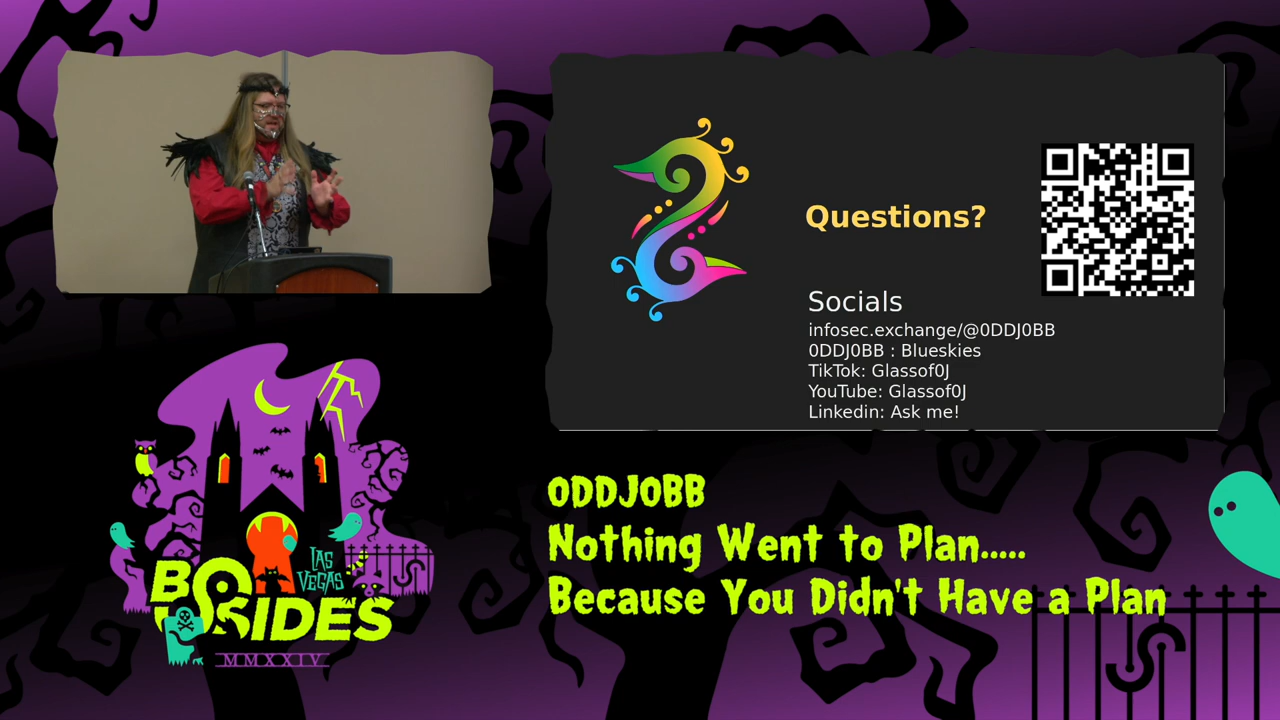 Questions?
Socials
infosec.exchange/@0DDJ0BB
0DDJ0BB : Blueskies
TikTok: Glassof0J
YouTube: Glassof0J
Linkedin: Ask me!
ODDJOBB
Nothing Went to Plan.....
Because You Didn't Have a Plan
LAS
VEGAS
BSIDES
MMXXIV